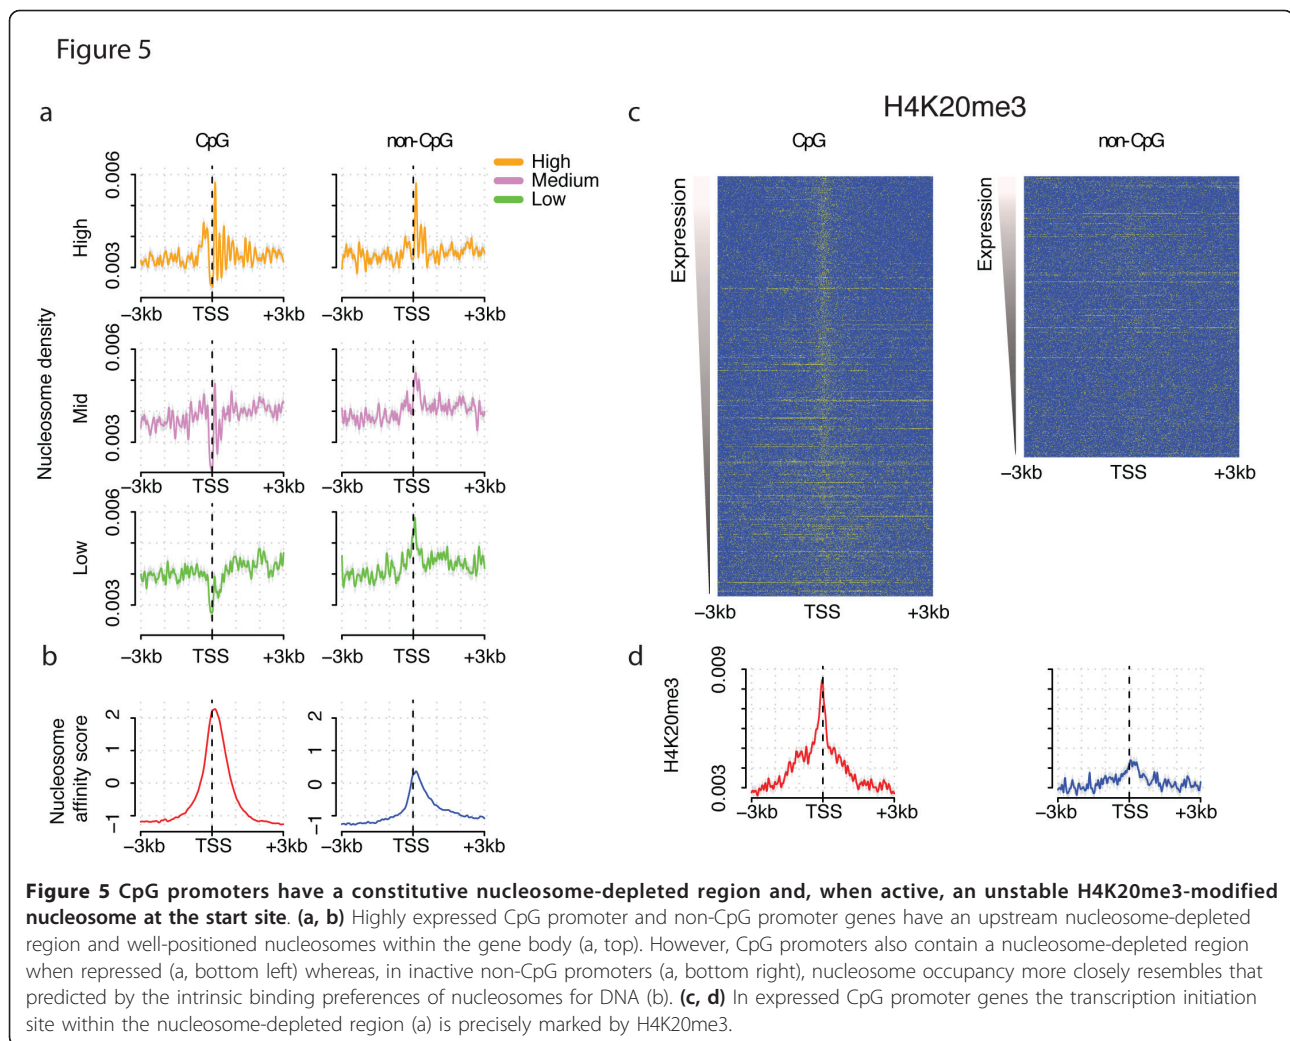 Figure 5
a
CpG
non-CpG
High
Medium
Low
Nucleosome density
High
0.006
0.003
−3kb TSS +3kb
−3kb TSS +3kb
Mid
0.006
0.003
−3kb TSS +3kb
−3kb TSS +3kb
Low
0.006
0.003
−3kb TSS +3kb
−3kb TSS +3kb
b
Nucleosome
affinity score
2
1
0
−1
−3kb TSS +3kb
2
1
0
−1
−3kb TSS +3kb
c
H4K20me3
CpG
non-CpG
Expression
−3kb TSS +3kb
Expression
−3kb TSS +3kb
d
H4K20me3
0.009
0.003
−3kb TSS +3kb
−3kb TSS +3kb
Figure 5 CpG promoters have a constitutive nucleosome-depleted region and, when active, an unstable H4K20me3-modified
nucleosome at the start site. (a, b) Highly expressed CpG promoter and non-CpG promoter genes have an upstream nucleosome-depleted
region and well-positioned nucleosomes within the gene body (a, top). However, CpG promoters also contain a nucleosome-depleted region
when repressed (a, bottom left) whereas, in inactive non-CpG promoters (a, bottom right), nucleosome occupancy more closely resembles that
predicted by the intrinsic binding preferences of nucleosomes for DNA (b). (c, d) In expressed CpG promoter genes the transcription initiation
site within the nucleosome-depleted region (a) is precisely marked by H4K20me3.